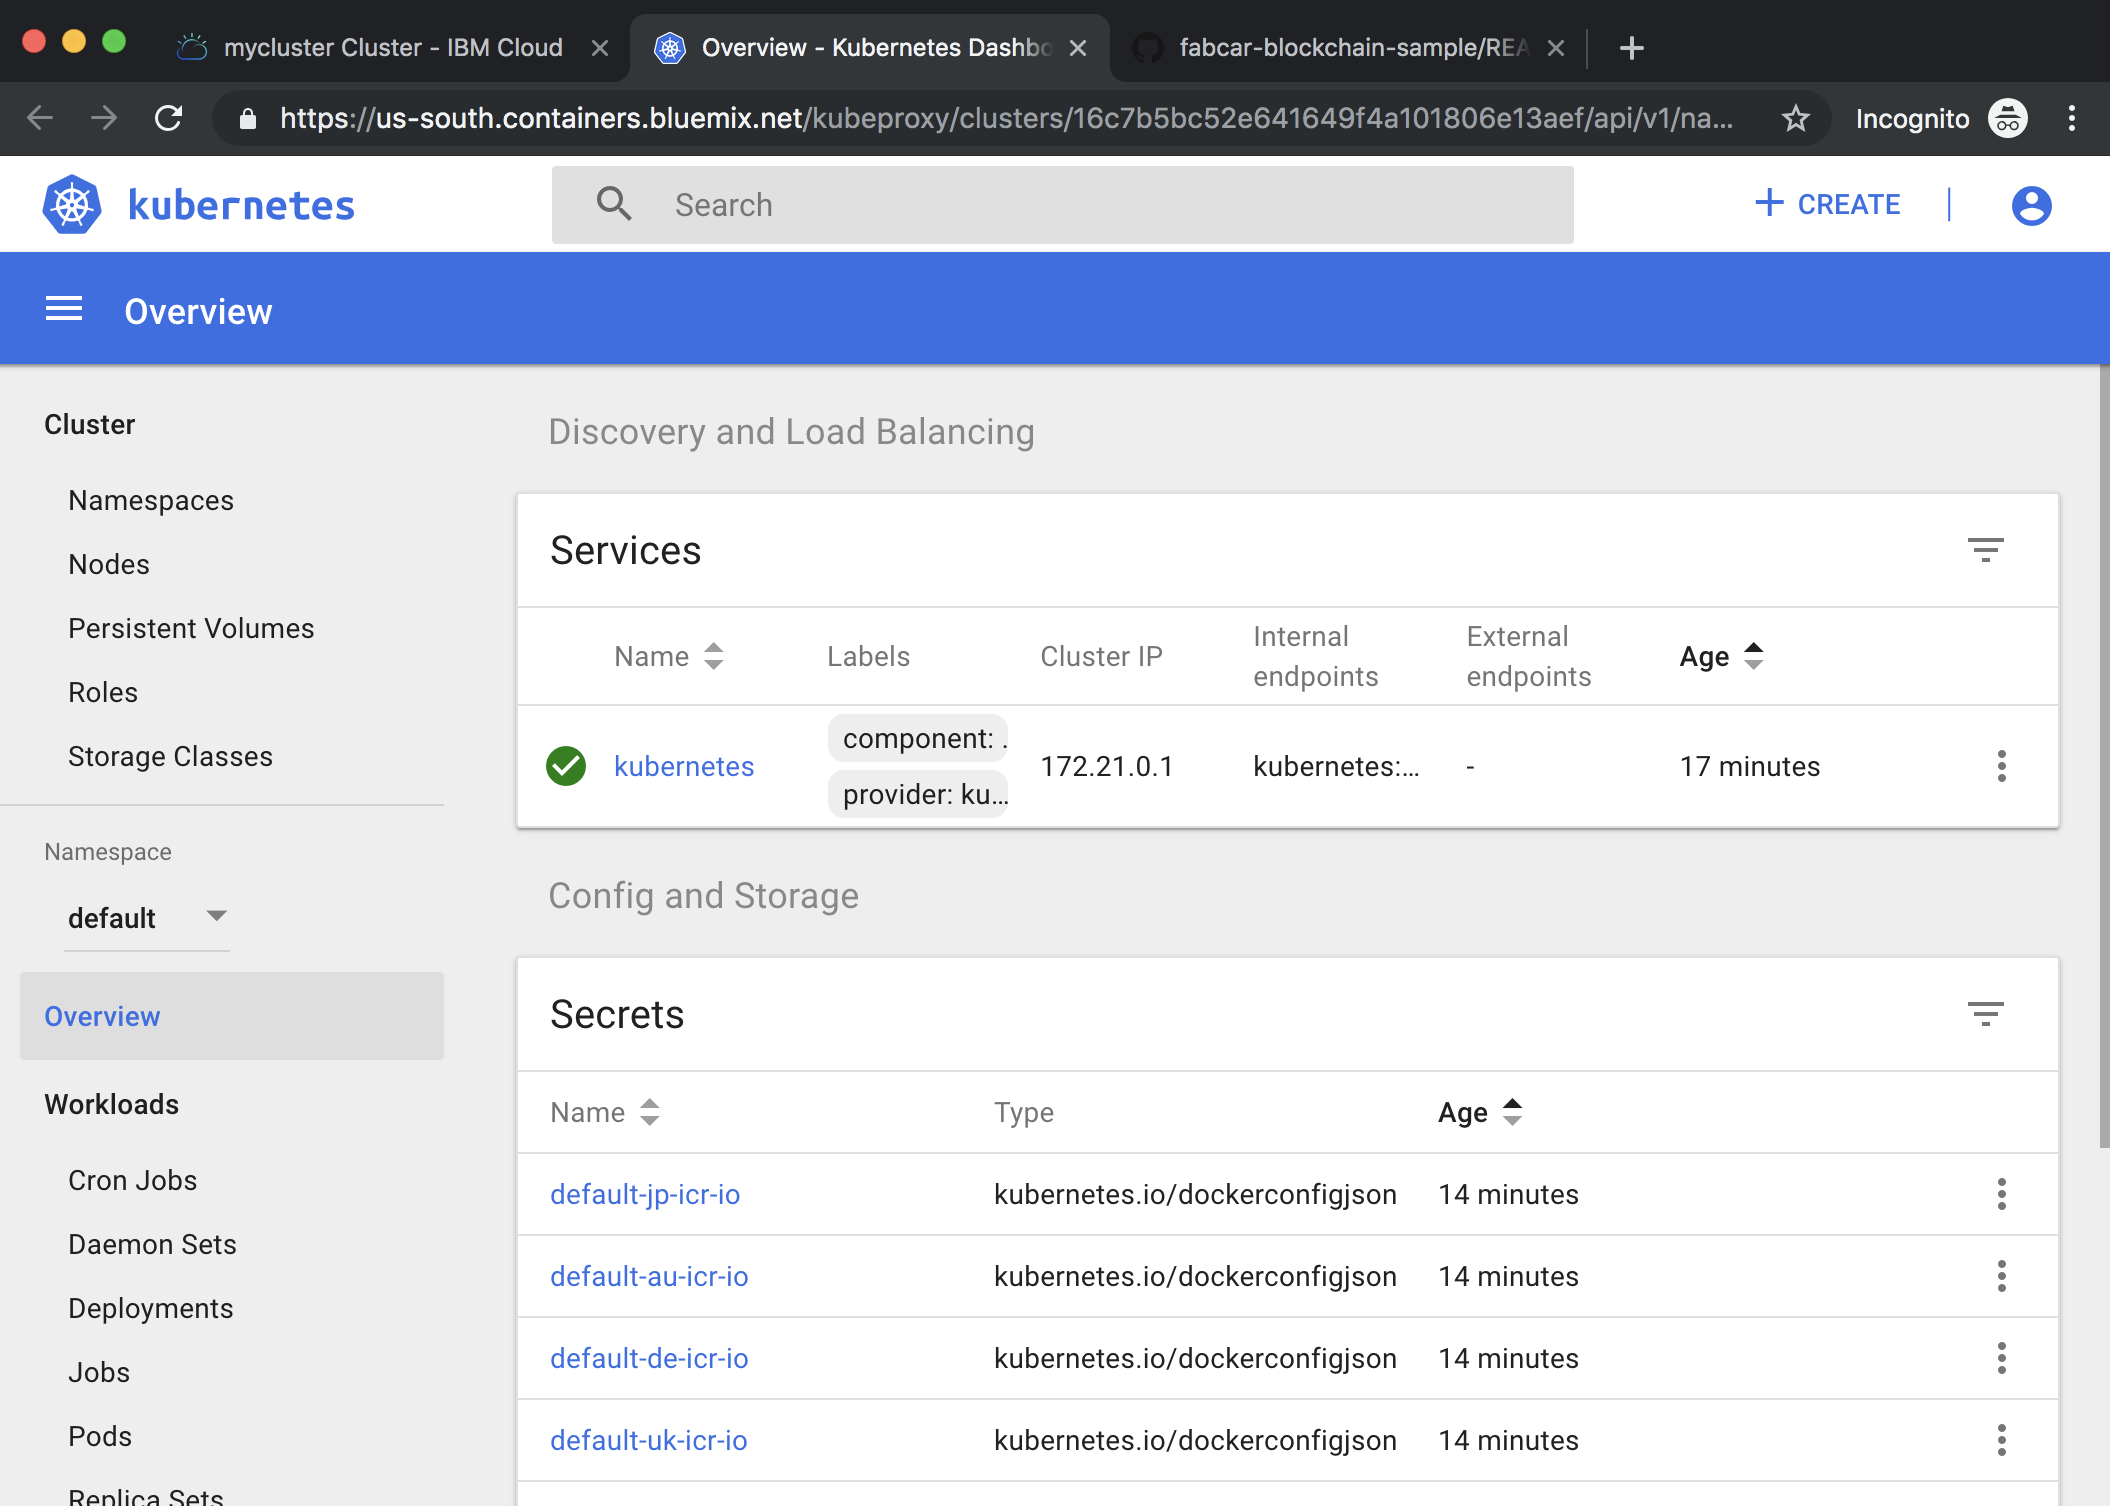 mycluster Cluster - IBM Cloud
Overview - Kubernetes Dashbo
fabcar-blockchain-sample/REA
https://us-south.containers.bluemix.net/kubeproxy/clusters/16c7b5bc52e641649f4a101806e13aef/api/v1/na...
Incognito
kubernetes
Search
+ CREATE
Overview
Cluster
Namespaces
Nodes
Persistent Volumes
Roles
Storage Classes
Namespace
default
Overview
Workloads
Cron Jobs
Daemon Sets
Deployments
Jobs
Pods
Replica Sets
Discovery and Load Balancing
Services
Name Labels Cluster IP Internal endpoints External endpoints Age
kubernetes component: . 172.21.0.1 kubernetes:... - 17 minutes
provider: ku...
Config and Storage
Secrets
Name Type Age
default-jp-icr-io kubernetes.io/dockerconfigjson 14 minutes
default-au-icr-io kubernetes.io/dockerconfigjson 14 minutes
default-de-icr-io kubernetes.io/dockerconfigjson 14 minutes
default-uk-icr-io kubernetes.io/dockerconfigjson 14 minutes